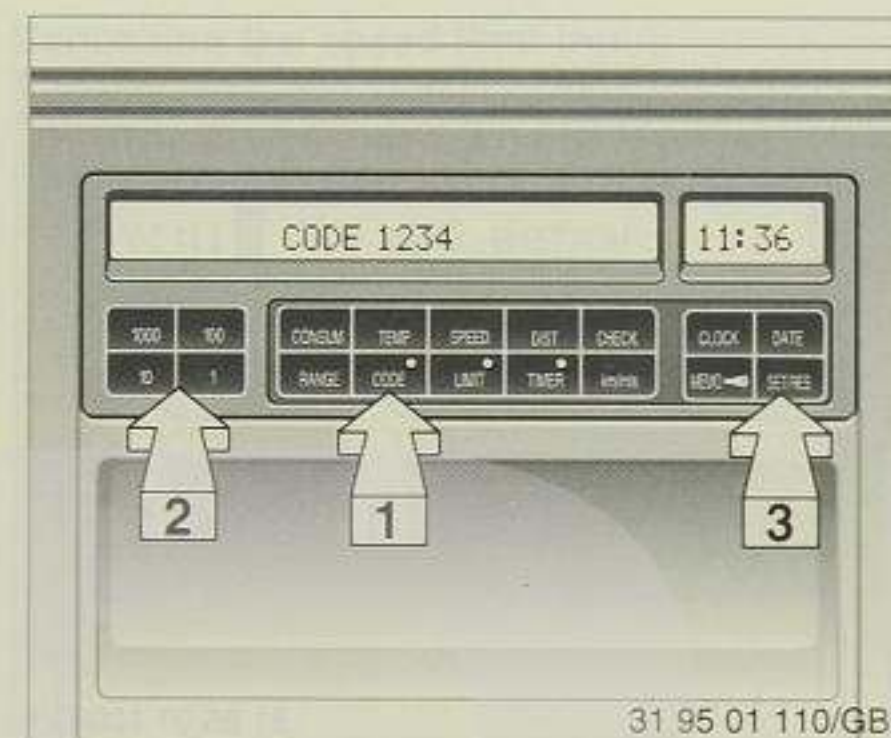 CODE 1234 11:36
1000 100 CONSUM TEMP SPEED DIST CHECK CLOCK DATE
10 1 RANGE CODE LIMIT TIMER km/mls MEMO SET/RES
2 1 3
31 95 01 110/GB